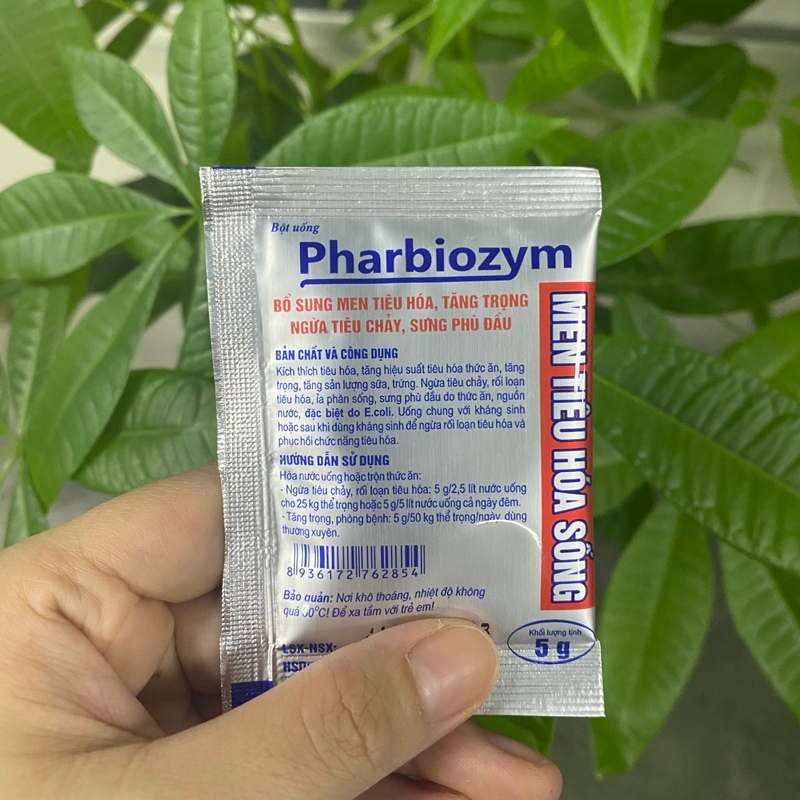 Bột uống
Pharbiozym
BỔ SUNG MEN TIÊU HÓA, TĂNG TRỌNG
NGỪA TIÊU CHẢY, SƯNG PHÙ ĐẦU
BẢN CHẤT VÀ CÔNG DỤNG
Kích thích tiêu hóa, tăng hiệu suất tiêu hóa thức ăn, tăng
trọng, tăng sản lượng sữa, trứng. Ngừa tiêu chảy, rối loạn
tiêu hóa, ỉa phân sống, sưng phù đầu do thức ăn, nguồn
nước, đặc biệt do E.coli. Uống chung với kháng sinh
hoặc sau khi dùng kháng sinh để ngừa rối loạn tiêu hóa và
phục hồi chức năng tiêu hóa.
HƯỚNG DẪN SỬ DỤNG
Hòa nước uống hoặc trộn thức ăn:
- Ngừa tiêu chảy, rối loạn tiêu hóa: 5 g/2,5 lít nước uống
cho 25 kg thể trọng hoặc 5 g/5 lít nước uống cả ngày đêm.
- Tăng trọng, phòng bệnh: 5 g/50 kg thể trọng/ngày, dùng
thường xuyên.
8 936172 762854
Bảo quản: Nơi khô thoáng, nhiệt độ không
quá 30°C! Để xa tầm với trẻ em!
LSX-NSX:
HSD:
MEN TIÊU HÓA SỐNG
Khối lượng tịnh
5 g